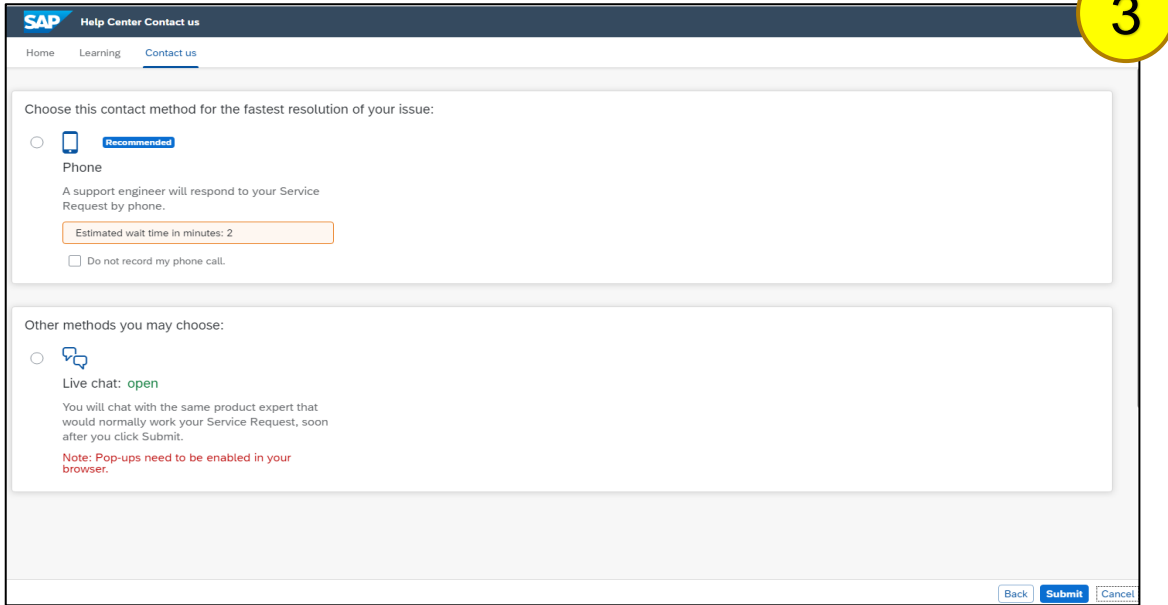 SAP Help Center Contact us
3
Home Learning Contact us
Choose this contact method for the fastest resolution of your issue:
Recommended
Phone
A support engineer will respond to your Service
Request by phone.
Estimated wait time in minutes: 2
Do not record my phone call.
Other methods you may choose:
Live chat: open
You will chat with the same product expert that
would normally work your Service Request, soon
after you click Submit.
Note: Pop-ups need to be enabled in your
browser.
Back Submit Cancel